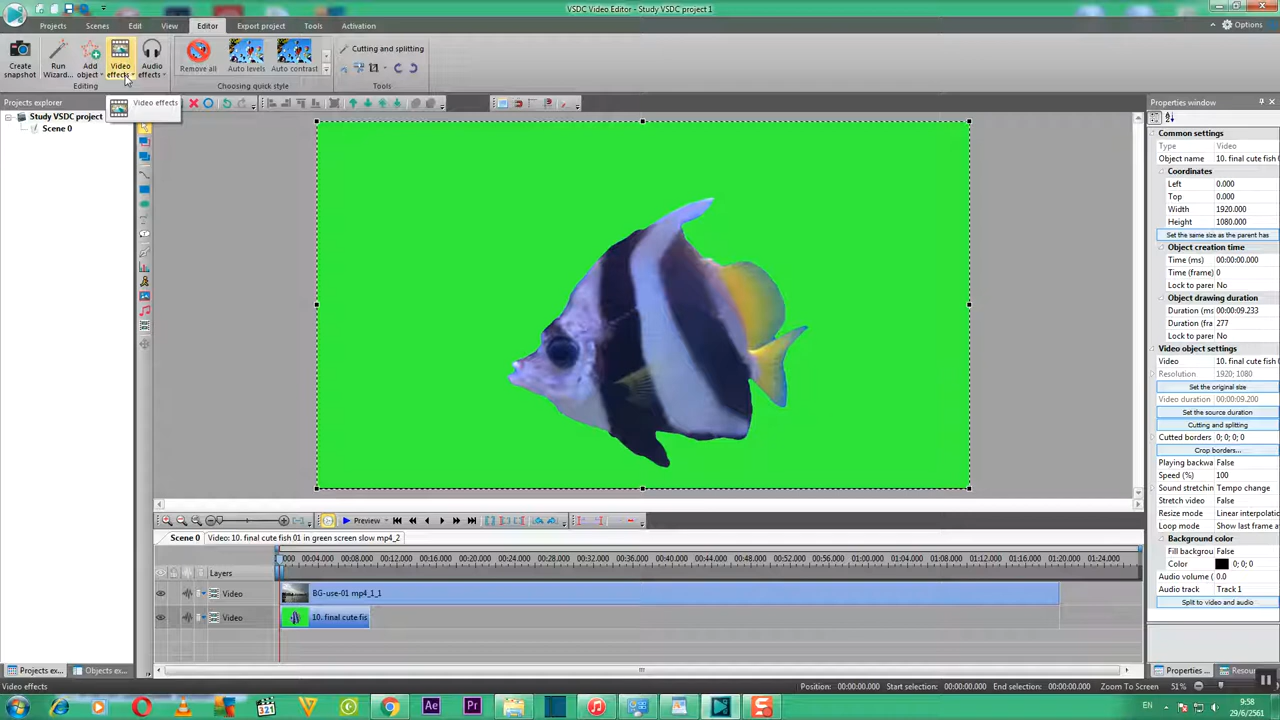 VSDC Video Editor - Study VSDC project 1
Projects Scenes Edit View Editor Export project Tools Activation
Options
Create snapshot
Run Wizard...
Add object
Video effects
Audio effects
Editing
Remove all
Auto levels
Auto contrast
Choosing quick style
Cutting and splitting
Tools
Projects explorer
Video effects
Study VSDC project
Scene 0
Properties window
Common settings
Type Video
Object name 10. final cute fish 0
Coordinates
Left 0.000
Top 0.000
Width 1920.000
Height 1080.000
Set the same size as the parent has
Object creation time
Time (ms) 00:00:00.000
Time (frame) 0
Lock to parer No
Object drawing duration
Duration (ms 00:00:09.233
Duration (fra 277
Lock to parer No
Video object settings
Video 10. final cute fish 0
Resolution 1920; 1080
Set the original size
Video duration 00:00:09.200
Set the source duration
Cutting and splitting
Cutted borders 0; 0; 0; 0
Crop borders...
Playing backwa False
Speed (%) 100
Sound stretchin Tempo change
Stretch video False
Resize mode Linear interpolatio
Loop mode Show last frame a
Background color
Fill backgrou False
Color 0; 0; 0
Audio volume ( 0.0
Audio track Track 1
Split to video and audio
Preview
Scene 0 Video: 10. final cute fish 01 in green screen slow mp4_2
000 00:04.000 00:08.000 00:12.000 00:16.000 00:20.000 00:24.000 00:28.000 00:32.000 00:36.000 00:40.000 00:44.000 00:48.000 00:52.000 00:56.000 01:00.000 01:04.000 01:08.000 01:12.000 01:16.000 01:20.000 01:24.000
Layers
Video BG-use-01 mp4_1_1
Video 10. final cute fis
Projects ex... Objects ex...
Properties ... Resou
Video effects
Position: 00:00:00.000 Start selection: 00:00:00.000 End selection: 00:00:00.000 Zoom To Screen 51%
321
Ae
Pr
9:58
29/6/2561